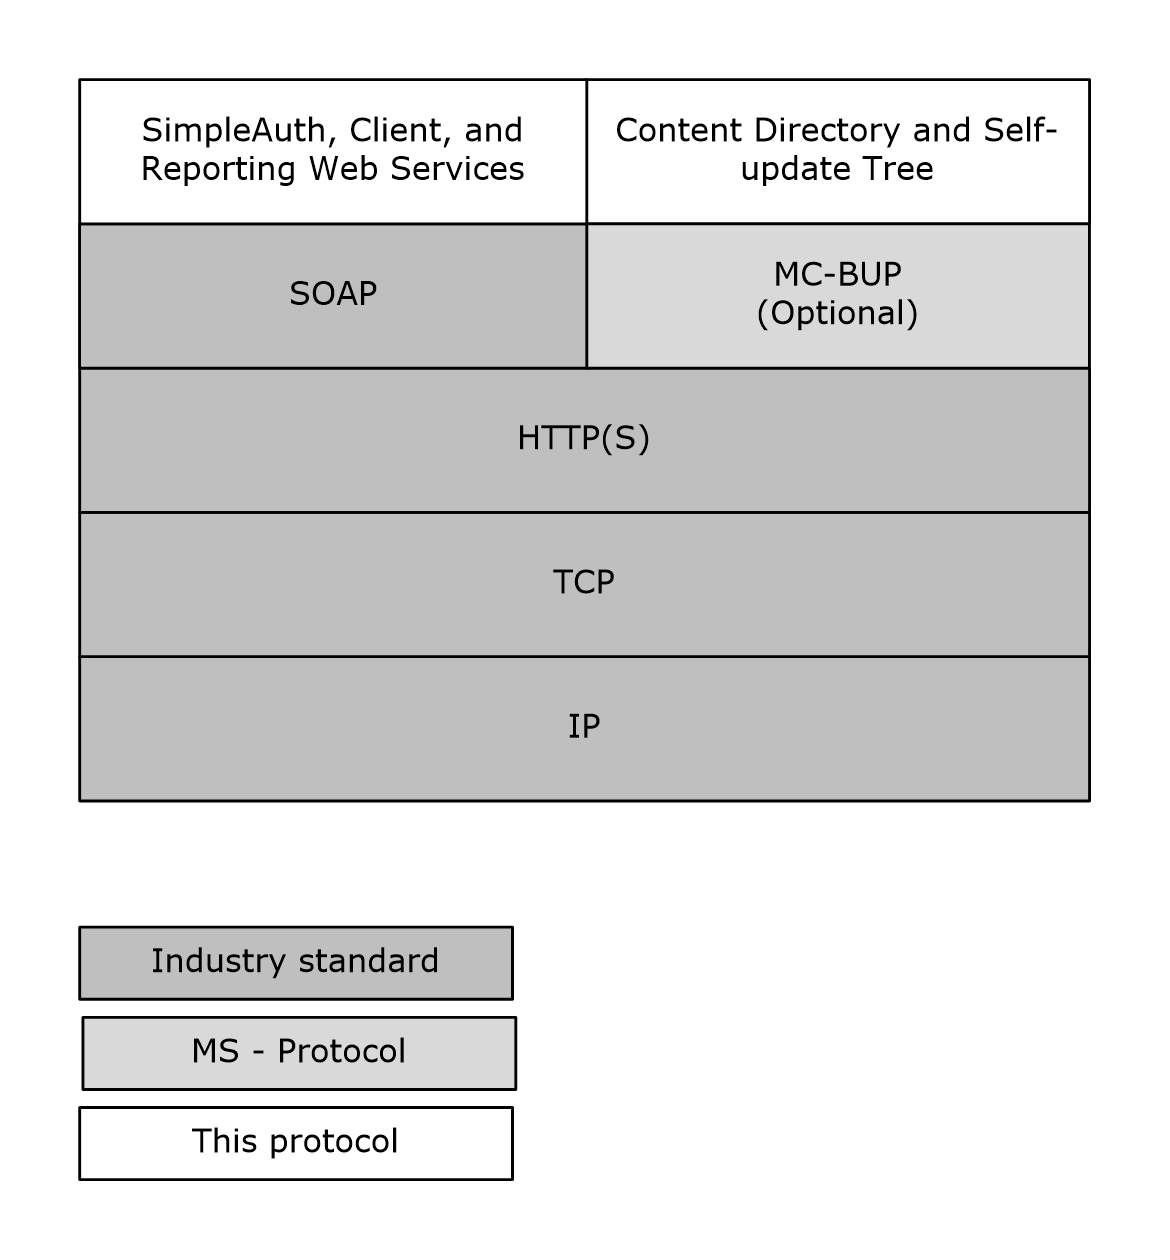 SimpleAuth, Client, and
Reporting Web Services
Content Directory and Self-
update Tree
SOAP
MC-BUP
(Optional)
HTTP(S)
TCP
IP
Industry standard
MS - Protocol
This protocol